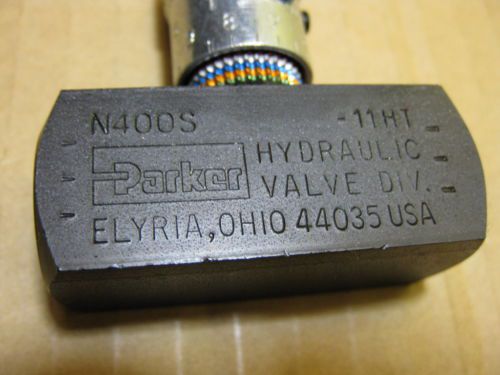 N400S -11HT
Parker HYDRAULIC
VALVE DIV.
ELYRIA, OHIO 44035 USA